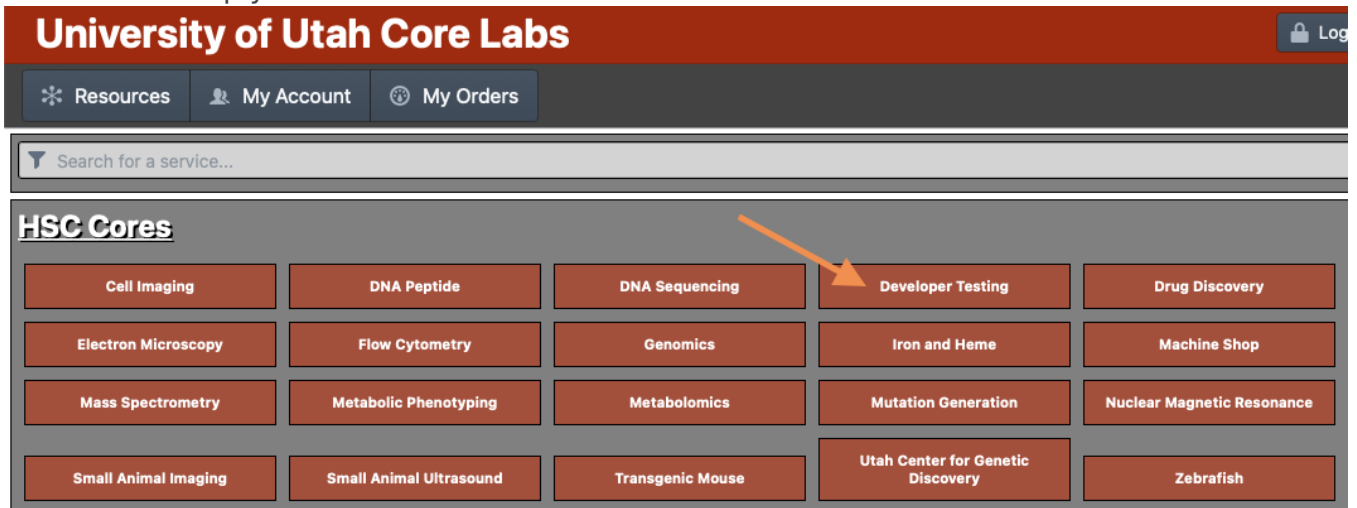 University of Utah Core Labs
Log
Resources My Account My Orders
Search for a service...
HSC Cores
Cell Imaging DNA Peptide DNA Sequencing Developer Testing Drug Discovery
Electron Microscopy Flow Cytometry Genomics Iron and Heme Machine Shop
Mass Spectrometry Metabolic Phenotyping Metabolomics Mutation Generation Nuclear Magnetic Resonance
Small Animal Imaging Small Animal Ultrasound Transgenic Mouse Utah Center for Genetic Discovery Zebrafish